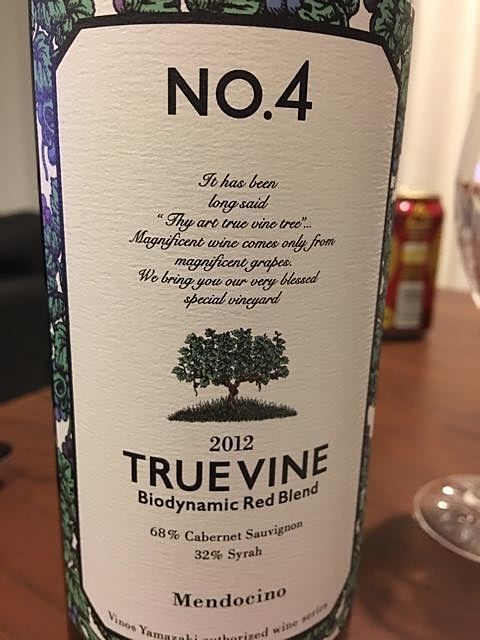 NO.4
It has been
long said
“Thy art true vine tree”...
Magnificent wine comes only from
magnificent grapes.
We bring you our very blessed
special vineyard
2012
TRUE VINE
Biodynamic Red Blend
68% Cabernet Sauvignon
32% Syrah
Mendocino
Vinos Yamazaki authorized wine series